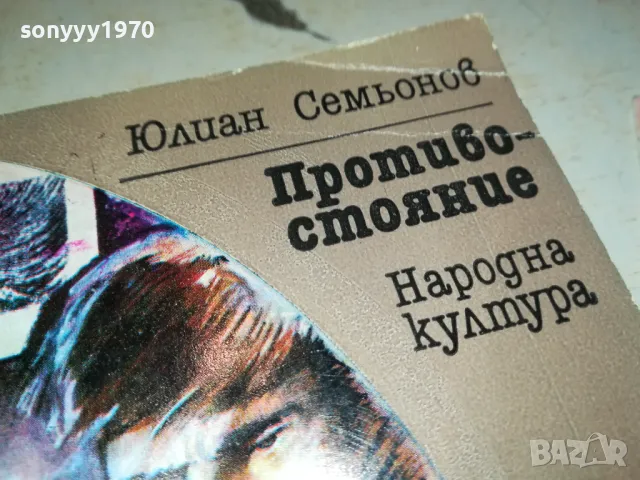 sonyyy1970
Юлиан Семьонов
Противо-
стояние
Народна
култура
BAZAR